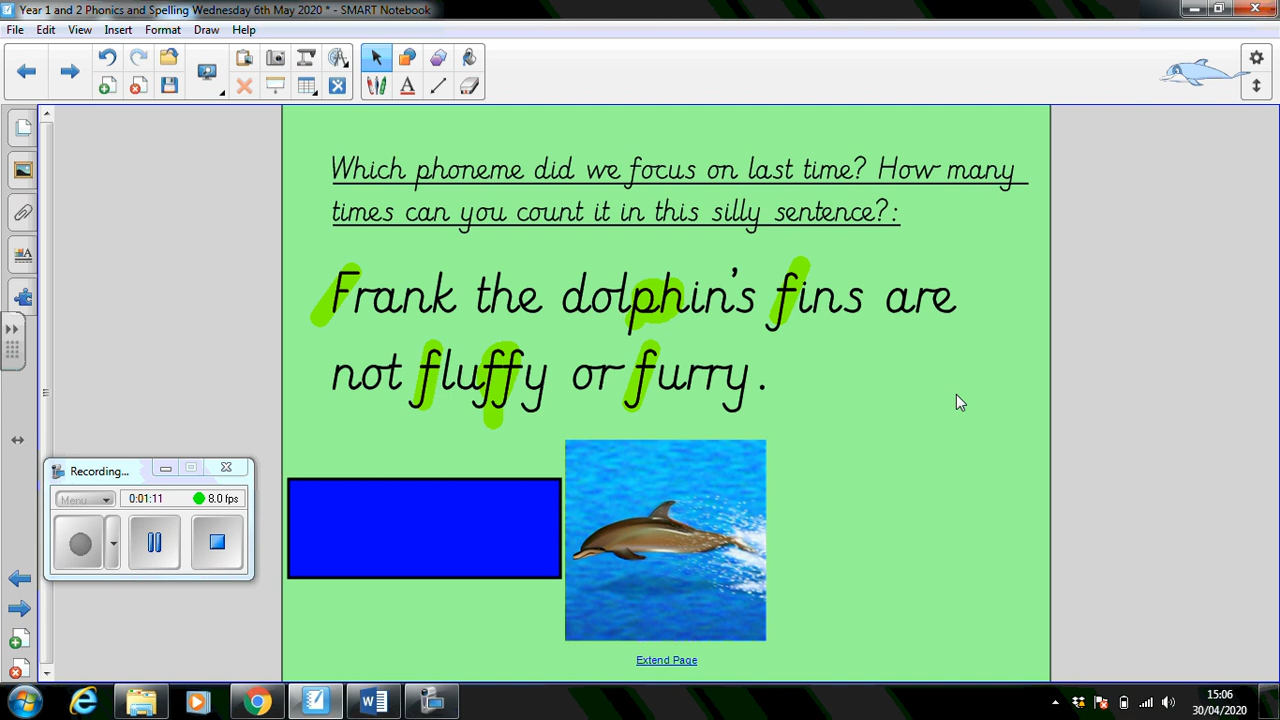 Year 1 and 2 Phonics and Spelling Wednesday 6th May 2020 * - SMART Notebook
File Edit View Insert Format Draw Help
Which phoneme did we focus on last time? How many
times can you count it in this silly sentence?:
Frank the dolphin's fins are
not fluffy or furry.
Recording...
Menu 0:01:11 8.0 fps
Extend Page
15:06
30/04/2020